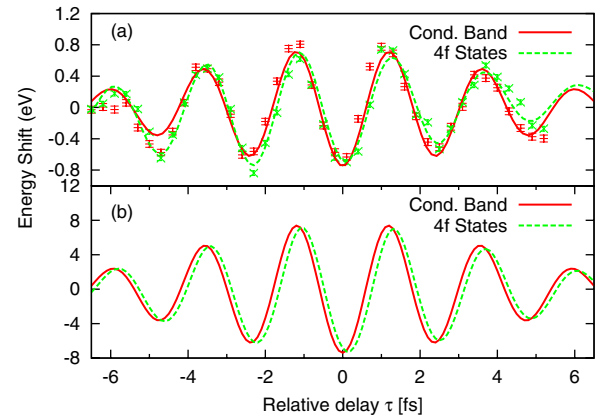 (a)
Cond. Band
4f States
1.2
0.8
0.4
0.0
-0.4
-0.8
Energy Shift (eV)
(b)
Cond. Band
4f States
12
8
4
0
-4
-8
-6 -4 -2 0 2 4 6
Relative delay τ [fs]